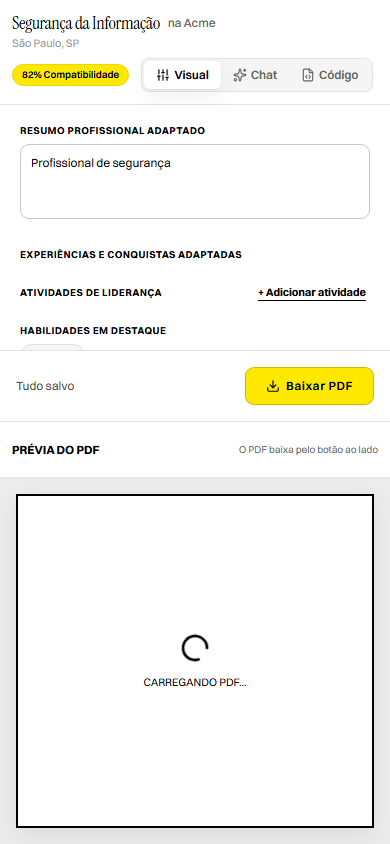 Segurança da Informação na Acme
São Paulo, SP
82% Compatibilidade
Visual
Chat
Código
RESUMO PROFISSIONAL ADAPTADO
Profissional de segurança
EXPERIÊNCIAS E CONQUISTAS ADAPTADAS
ATIVIDADES DE LIDERANÇA
+ Adicionar atividade
HABILIDADES EM DESTAQUE
Tudo salvo
Baixar PDF
PRÉVIA DO PDF
O PDF baixa pelo botão ao lado
CARREGANDO PDF...